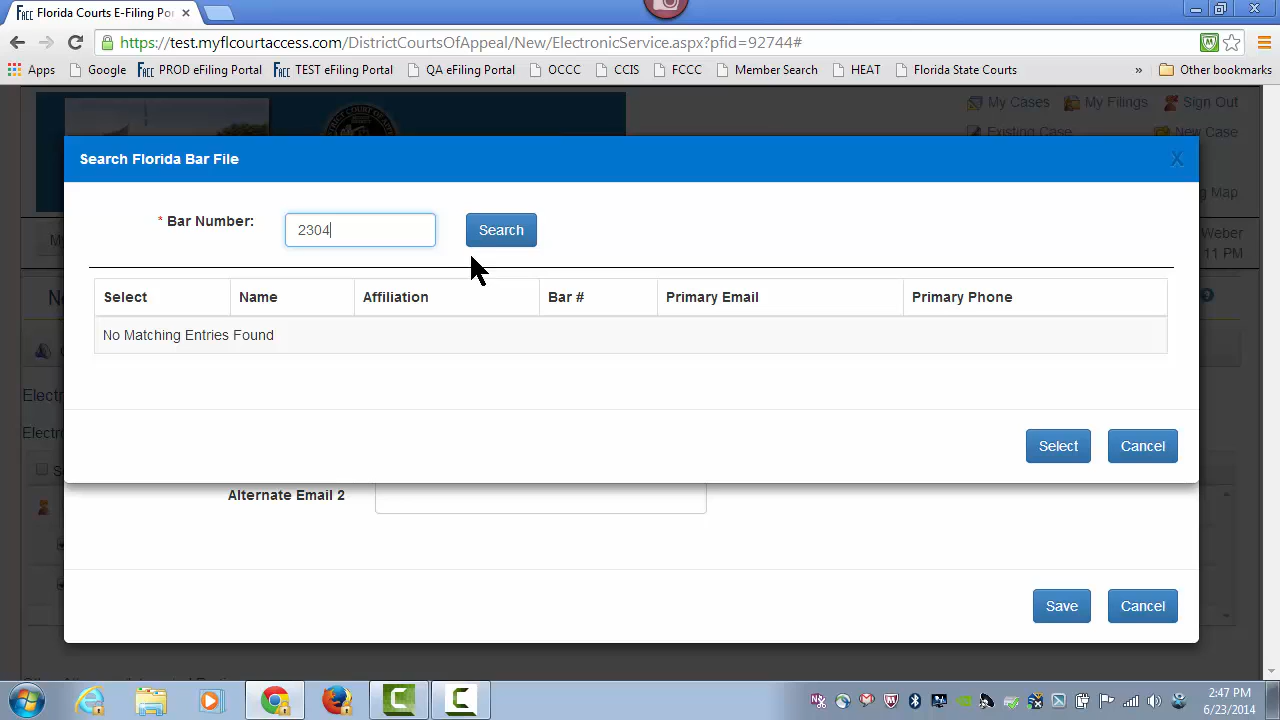 Florida Courts E-Filing Po
https://test.myflcourtaccess.com/DistrictCourtsOfAppeal/New/ElectronicService.aspx?pfid=92744#
Apps Google FACC PROD eFiling Portal FACC TEST eFiling Portal QA eFiling Portal OCCC CCIS FCCC Member Search HEAT Florida State Courts » Other bookmarks
My Cases My Filings Sign Out
Existing Case New Case
Search Florida Bar File X
Map
* Bar Number: 2304 Search
Weber
11 PM
Select Name Affiliation Bar # Primary Email Primary Phone
No Matching Entries Found
Select Cancel
Alternate Email 2
Save Cancel
2:47 PM
6/23/2014